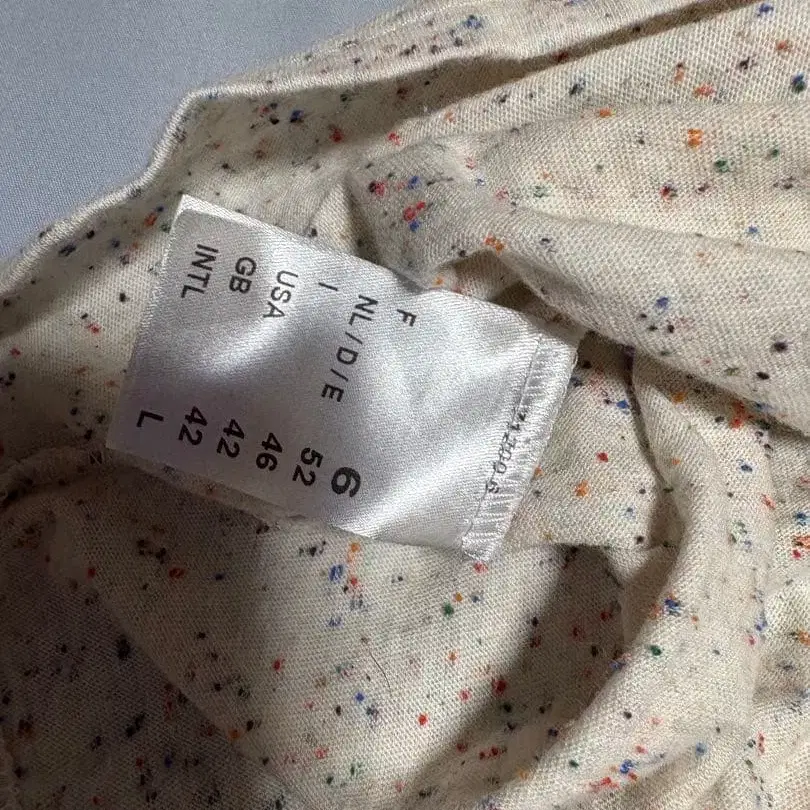 F 6
NL/D/E 52
I 46
USA 42
GB 42
INTL L